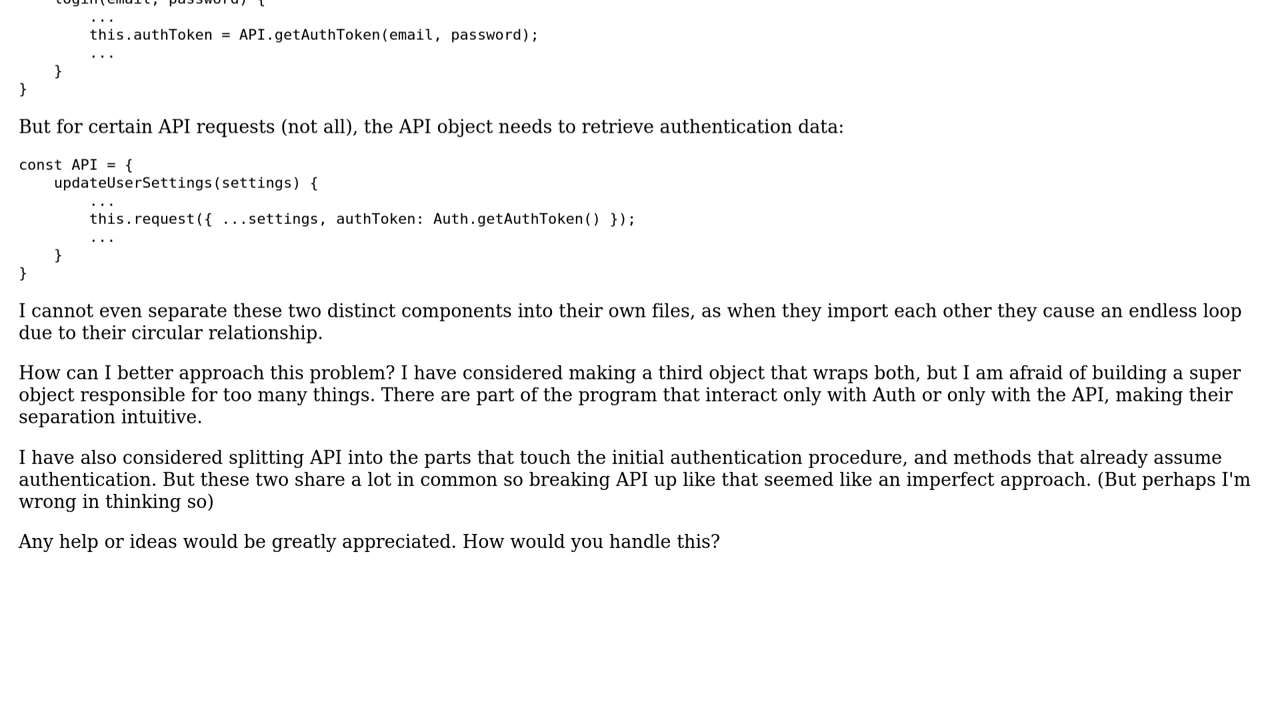 login(email, password) {
...
this.authToken = API.getAuthToken(email, password);
...
}
}
But for certain API requests (not all), the API object needs to retrieve authentication data:
const API = {
updateUserSettings(settings) {
...
this.request({ ...settings, authToken: Auth.getAuthToken() });
...
}
}
I cannot even separate these two distinct components into their own files, as when they import each other they cause an endless loop
due to their circular relationship.
How can I better approach this problem? I have considered making a third object that wraps both, but I am afraid of building a super
object responsible for too many things. There are part of the program that interact only with Auth or only with the API, making their
separation intuitive.
I have also considered splitting API into the parts that touch the initial authentication procedure, and methods that already assume
authentication. But these two share a lot in common so breaking API up like that seemed like an imperfect approach. (But perhaps I'm
wrong in thinking so)
Any help or ideas would be greatly appreciated. How would you handle this?